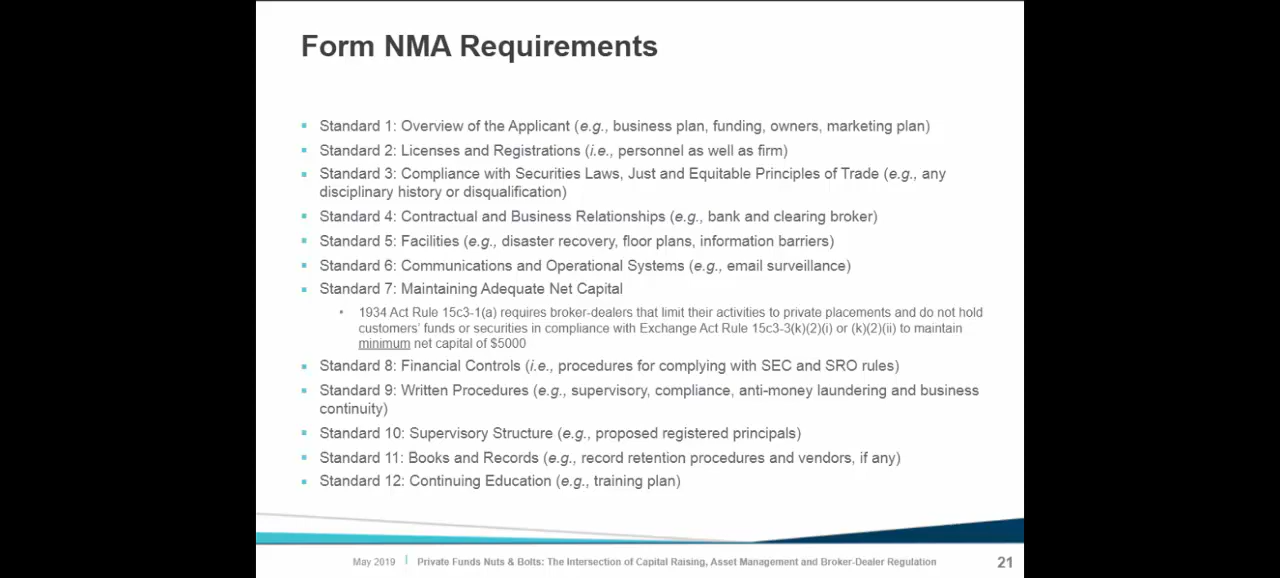 Form NMA Requirements
Standard 1: Overview of the Applicant (e.g., business plan, funding, owners, marketing plan)
Standard 2: Licenses and Registrations (i.e., personnel as well as firm)
Standard 3: Compliance with Securities Laws, Just and Equitable Principles of Trade (e.g., any
disciplinary history or disqualification)
Standard 4: Contractual and Business Relationships (e.g., bank and clearing broker)
Standard 5: Facilities (e.g., disaster recovery, floor plans, information barriers)
Standard 6: Communications and Operational Systems (e.g., email surveillance)
Standard 7: Maintaining Adequate Net Capital
• 1934 Act Rule 15c3-1(a) requires broker-dealers that limit their activities to private placements and do not hold
customers' funds or securities in compliance with Exchange Act Rule 15c3-3(k)(2)(i) or (k)(2)(ii) to maintain
minimum net capital of $5000
Standard 8: Financial Controls (i.e., procedures for complying with SEC and SRO rules)
Standard 9: Written Procedures (e.g., supervisory, compliance, anti-money laundering and business
continuity)
Standard 10: Supervisory Structure (e.g., proposed registered principals)
Standard 11: Books and Records (e.g., record retention procedures and vendors, if any)
Standard 12: Continuing Education (e.g., training plan)
May 2019 | Private Funds Nuts & Bolts: The Intersection of Capital Raising, Asset Management and Broker-Dealer Regulation 21